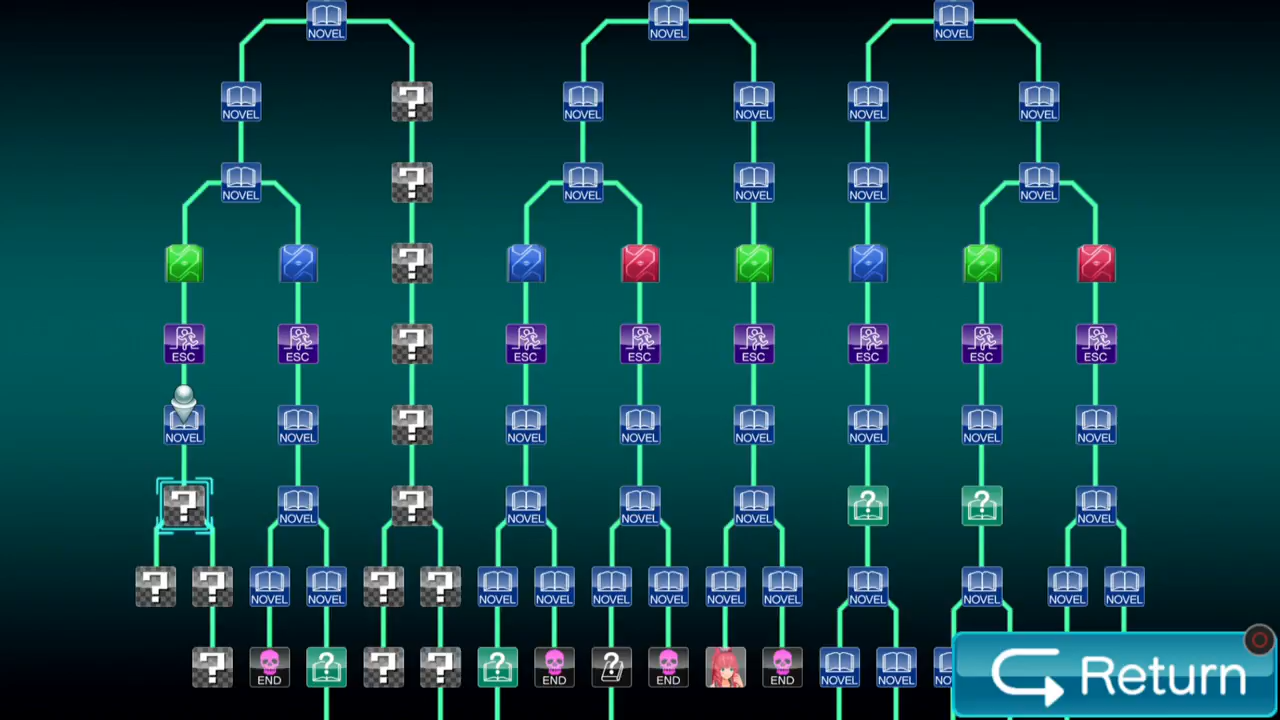 NOVEL NOVEL NOVEL
NOVEL ? NOVEL NOVEL NOVEL NOVEL
NOVEL ? NOVEL NOVEL NOVEL NOVEL
?
ESC ESC ? ESC ESC ESC ESC ESC ESC
NOVEL NOVEL ? NOVEL NOVEL NOVEL NOVEL NOVEL NOVEL
? NOVEL ? NOVEL NOVEL NOVEL ? ? NOVEL
? ? NOVEL NOVEL ? ? NOVEL NOVEL NOVEL NOVEL NOVEL NOVEL NOVEL NOVEL NOVEL NOVEL
? END ? ? ? ? END ? END END NOVEL NOVEL
Return